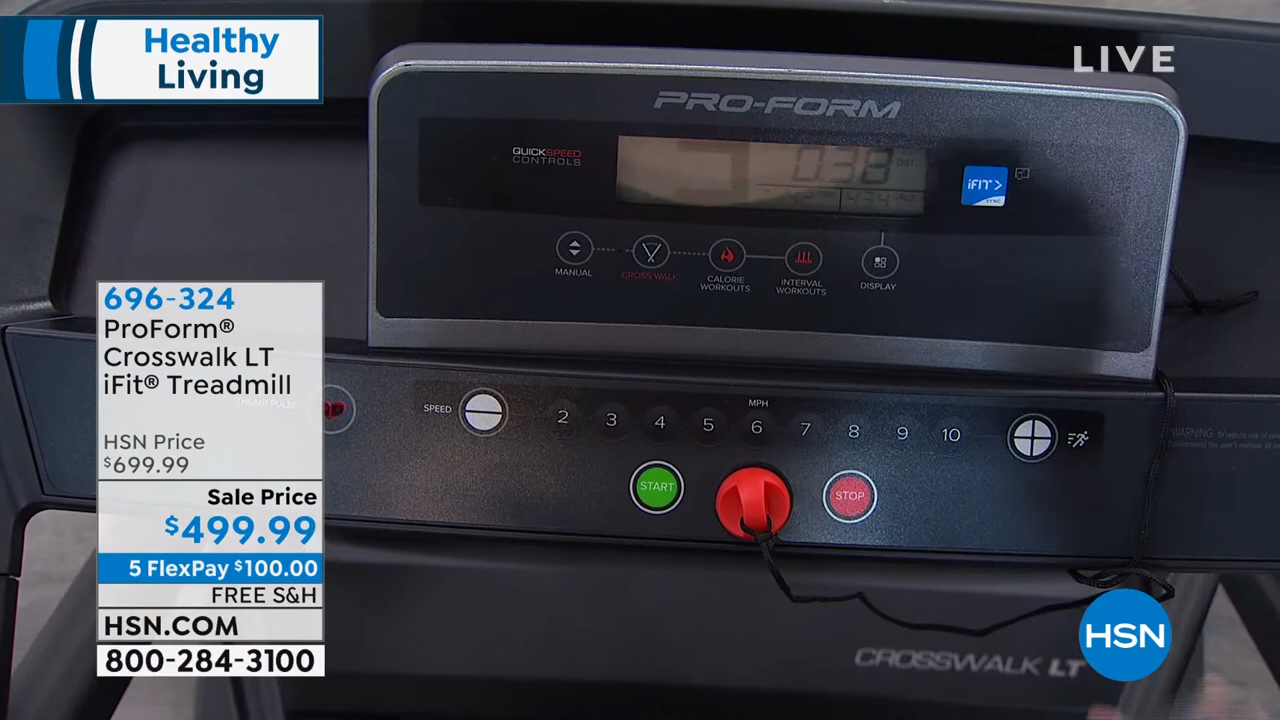 Healthy
Living
LIVE
PRO-FORM
QUICKSPEED
CONTROLS
038
DIST
iFIT>
SYNC
MANUAL
CROSS WALK
CALORIE
WORKOUTS
INTERVAL
WORKOUTS
DISPLAY
696-324
ProForm®
Crosswalk LT
iFit® Treadmill
HSN Price
$699.99
Sale Price
$499.99
5 FlexPay $100.00
FREE S&H
HSN.COM
800-284-3100
SPEED
MPH
2 3 4 5 6 7 8 9 10
START
STOP
CROSSWALK LT
HSN